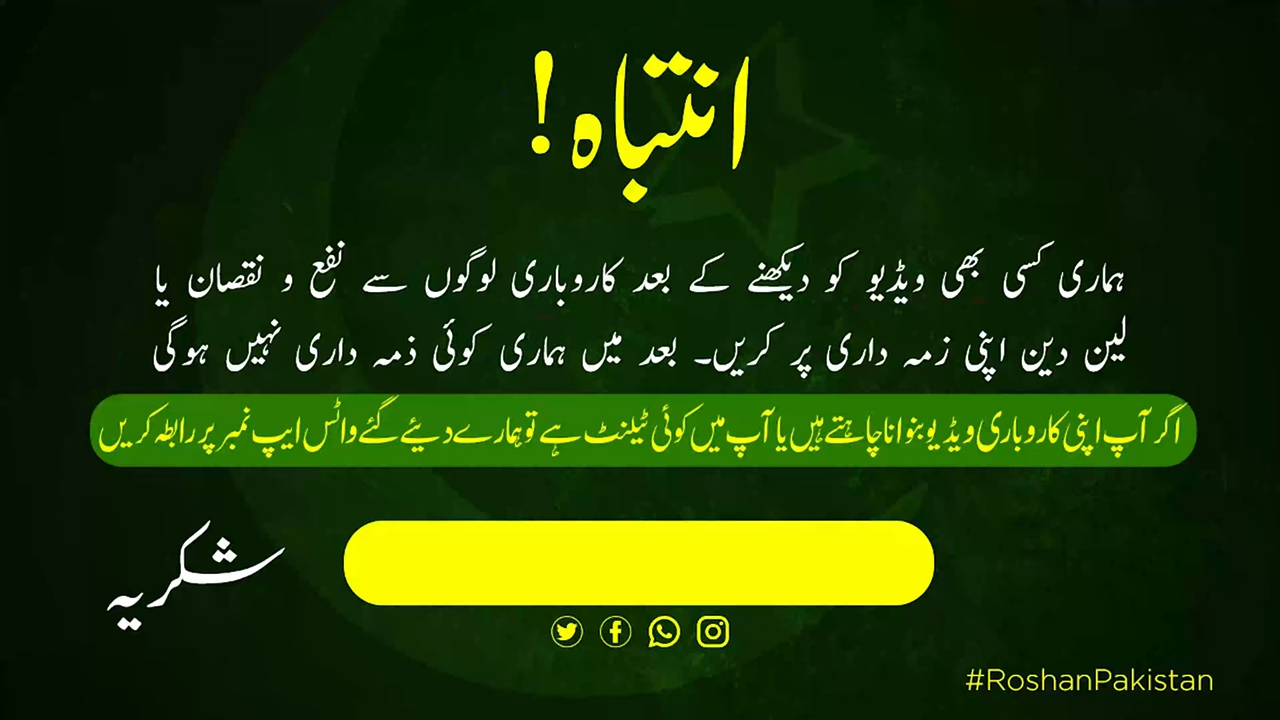 انتباہ!
ہماری کسی بھی ویڈیو کو دیکھنے کے بعد کاروباری لوگوں سے نفع و نقصان یا
لین دین اپنی زمہ داری پر کریں۔ بعد میں ہماری کوئی ذمہ داری نہیں ہوگی
اگر آپ اپنی کاروباری ویڈیو بنوانا چاہتے ہیں یا آپ میں کوئی ٹیلنٹ ہے تو ہمارے دیئے گئے واٹس ایپ نمبر پر رابطہ کریں
شکریہ
#RoshanPakistan